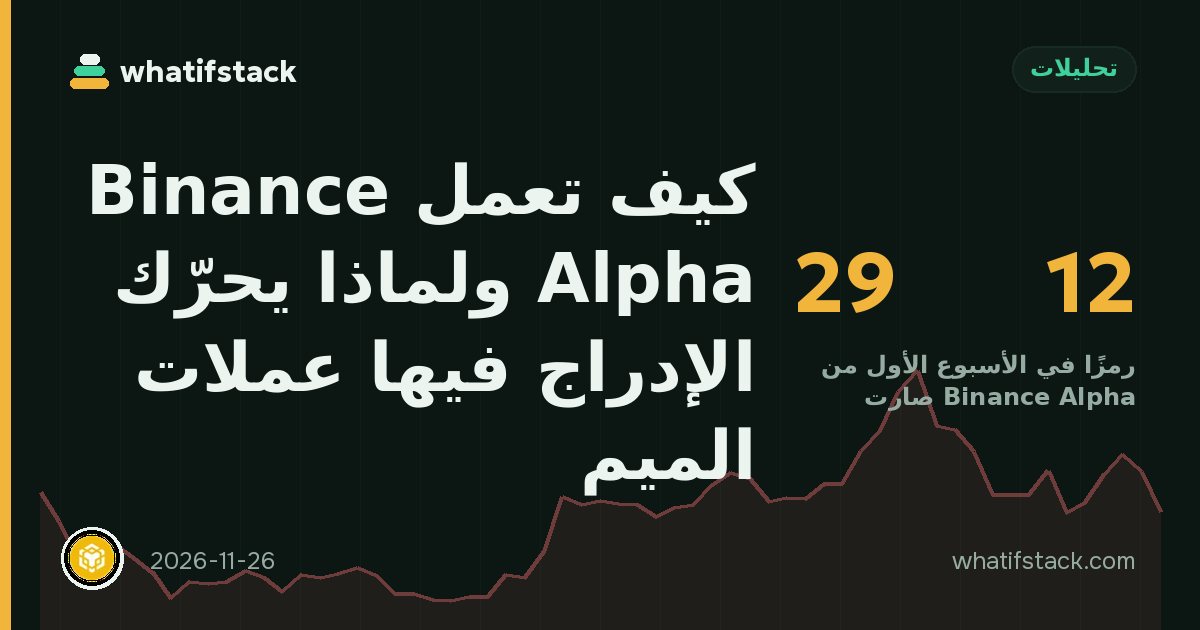 whatifstack
تحليلات
كيف تعمل Binance
Alpha ولماذا يحرّك
الإدراج فيها عملات
الميم
12 29
رمزًا في الأسبوع الأول من
Binance Alpha صارت
2026-11-26
whatifstack.com